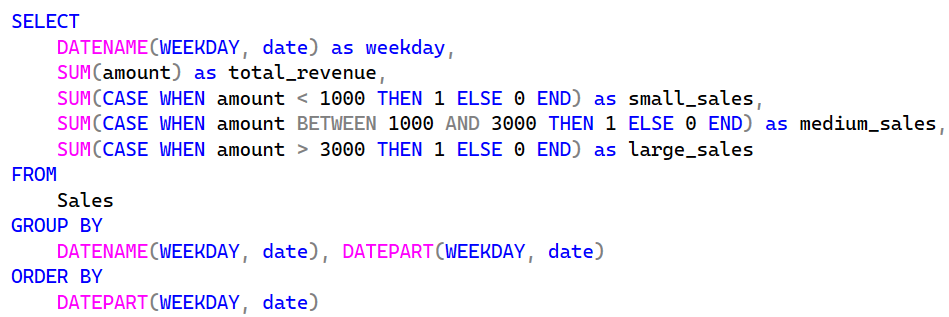 SELECT
    DATENAME(WEEKDAY, date) as weekday,
    SUM(amount) as total_revenue,
    SUM(CASE WHEN amount < 1000 THEN 1 ELSE 0 END) as small_sales,
    SUM(CASE WHEN amount BETWEEN 1000 AND 3000 THEN 1 ELSE 0 END) as medium_sales,
    SUM(CASE WHEN amount > 3000 THEN 1 ELSE 0 END) as large_sales
FROM
    Sales
GROUP BY
    DATENAME(WEEKDAY, date), DATEPART(WEEKDAY, date)
ORDER BY
    DATEPART(WEEKDAY, date)